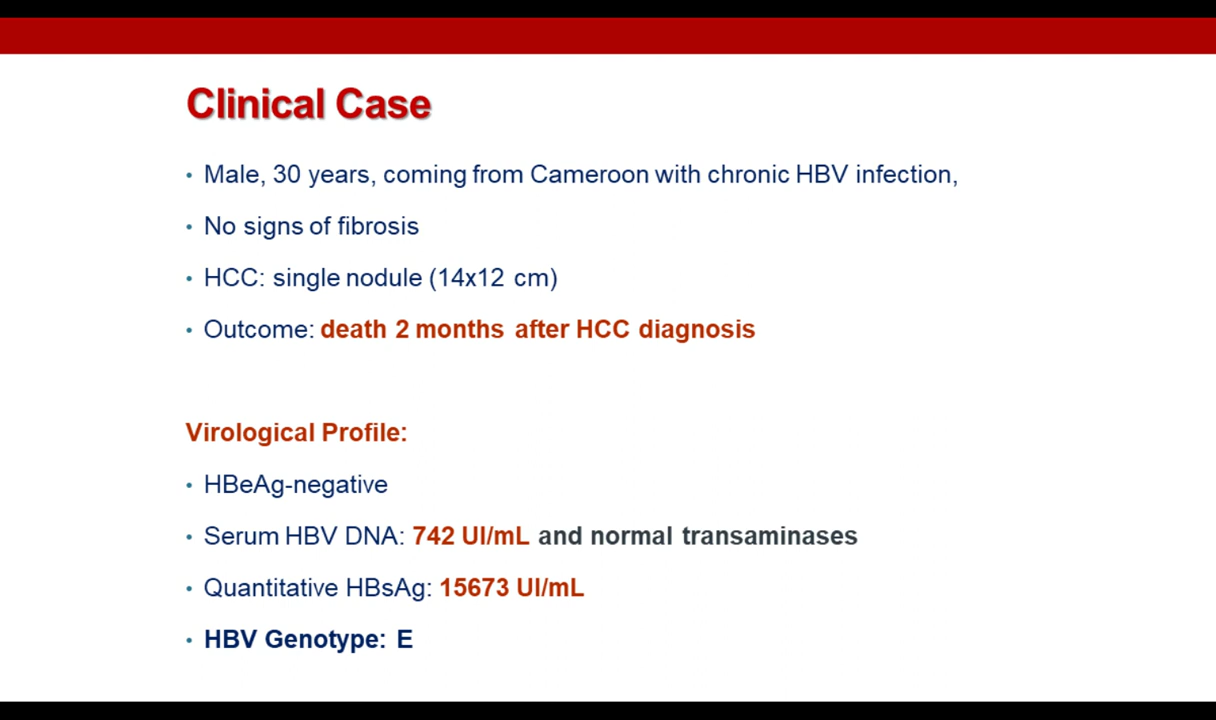 Clinical Case
• Male, 30 years, coming from Cameroon with chronic HBV infection,
• No signs of fibrosis
• HCC: single nodule (14x12 cm)
• Outcome: death 2 months after HCC diagnosis
Virological Profile:
• HBeAg-negative
• Serum HBV DNA: 742 UI/mL and normal transaminases
• Quantitative HBsAg: 15673 UI/mL
• HBV Genotype: E